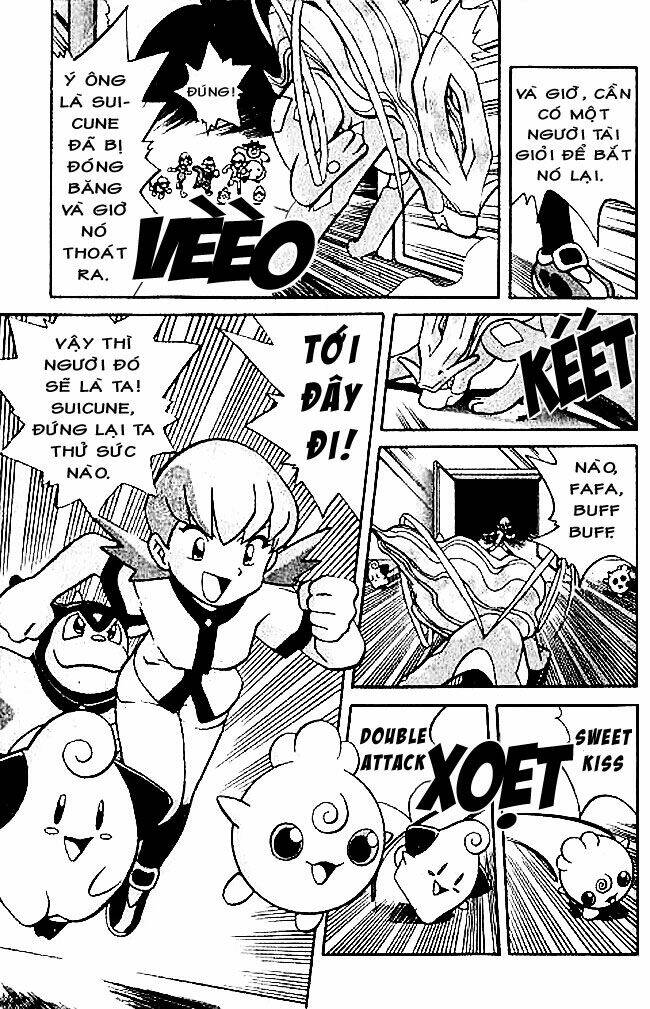 Ý ÔNG
LÀ SUI-
CUNE
ĐÃ BỊ
ĐÓNG
BĂNG
VÀ GIỜ
NÓ
THOÁT
RA.
ĐÚNG!
VÈÈO
VÀ GIỜ, CẦN
CÓ MỘT
NGƯỜI TÀI
GIỎI ĐỂ BẮT
NÓ LẠI.
VẬY THÌ
NGƯỜI ĐÓ
SẼ LÀ TA!
SUICUNE,
ĐỨNG LẠI TA
THỬ SỨC
NÀO.
TỚI
ĐÂY
ĐI!
KÉÉT
NÀO,
FAFA,
BUFF
BUFF.
DOUBLE
ATTACK
XOẸT
SWEET
KISS